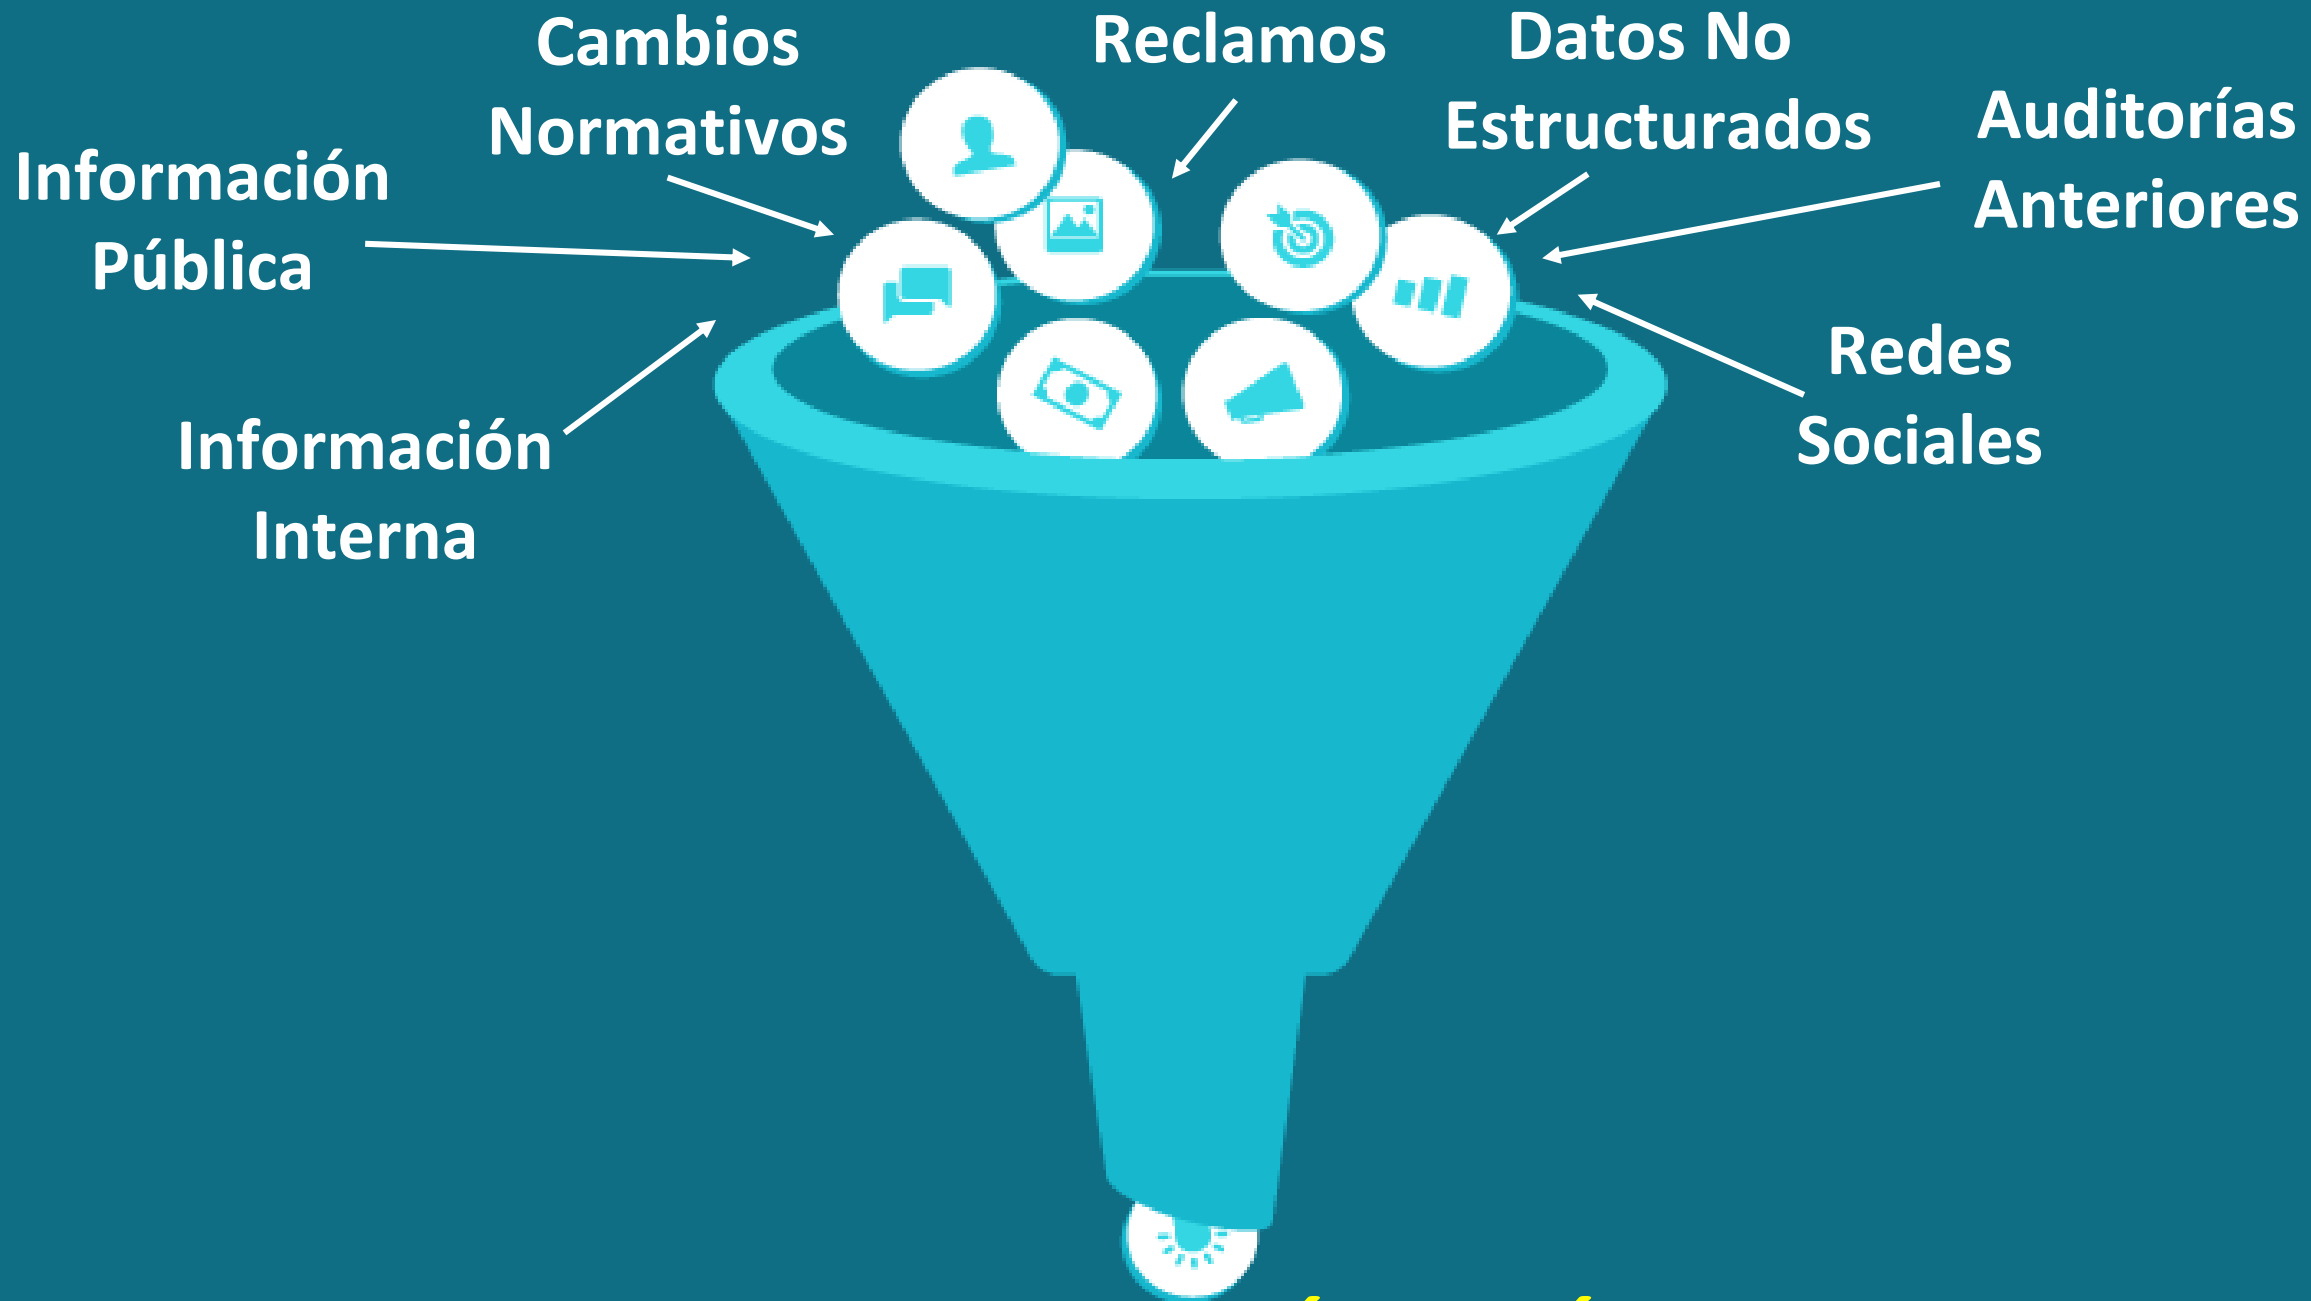 Cambios
Normativos
Reclamos
Datos No
Estructurados
Auditorías
Anteriores
Información
Pública
Redes
Sociales
Información
Interna